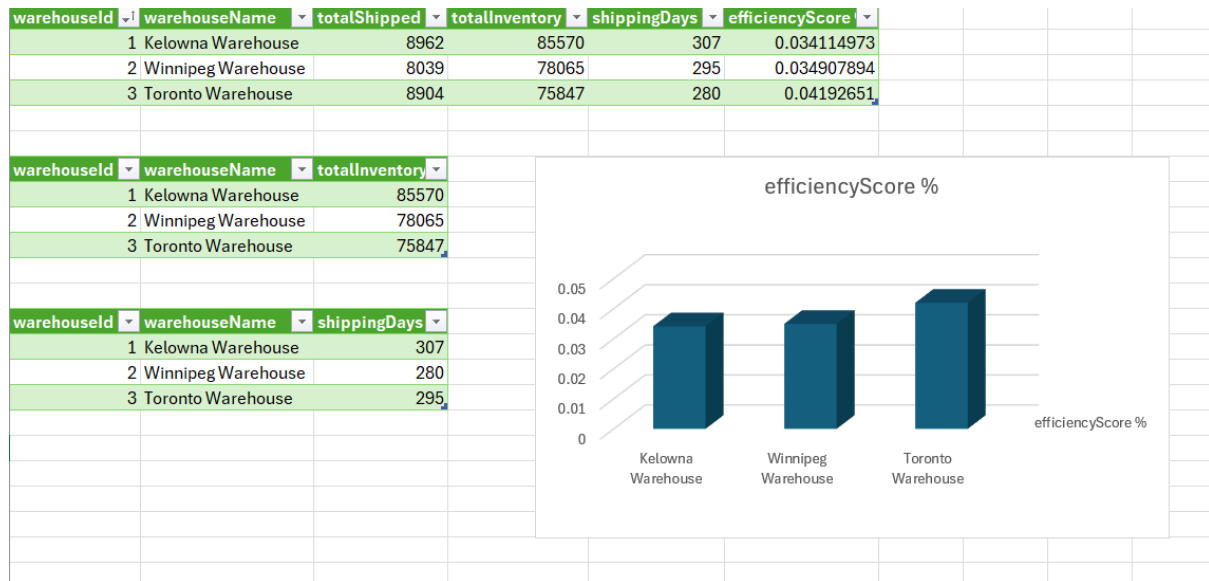 warehouseId warehouseName totalShipped totalInventory shippingDays efficiencyScore
1 Kelowna Warehouse 8962 85570 307 0.034114973
2 Winnipeg Warehouse 8039 78065 295 0.034907894
3 Toronto Warehouse 8904 75847 280 0.04192651
warehouseId warehouseName totalInventory
1 Kelowna Warehouse 85570
2 Winnipeg Warehouse 78065
3 Toronto Warehouse 75847
warehouseId warehouseName shippingDays
1 Kelowna Warehouse 307
2 Winnipeg Warehouse 280
3 Toronto Warehouse 295
efficiencyScore %
0.05
0.04
0.03
0.02
0.01
0
efficiencyScore %
Kelowna Winnipeg Toronto
Warehouse Warehouse Warehouse